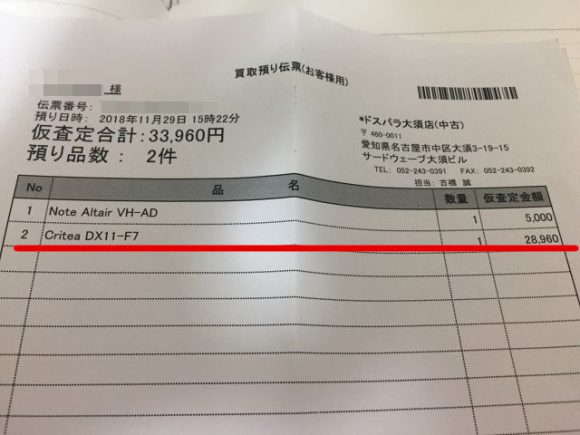 買取預り伝票(お客様用)
様
伝票番号:
預り日時: 2018年11月29日 15時22分
仮査定合計:33,960円
預り品数: 2件
*ドスパラ大須店(中古)
〒460-0011
愛知県名古屋市中区大須3-19-15
サードウェーブ大須ビル
TEL: 052-243-0391 FAX: 052-243-0392
担当: 古橋 誠
No 品 名 数量 仮査定金額
1 Note Altair VH-AD 1 5,000
2 Critea DX11-F7 1 28,960